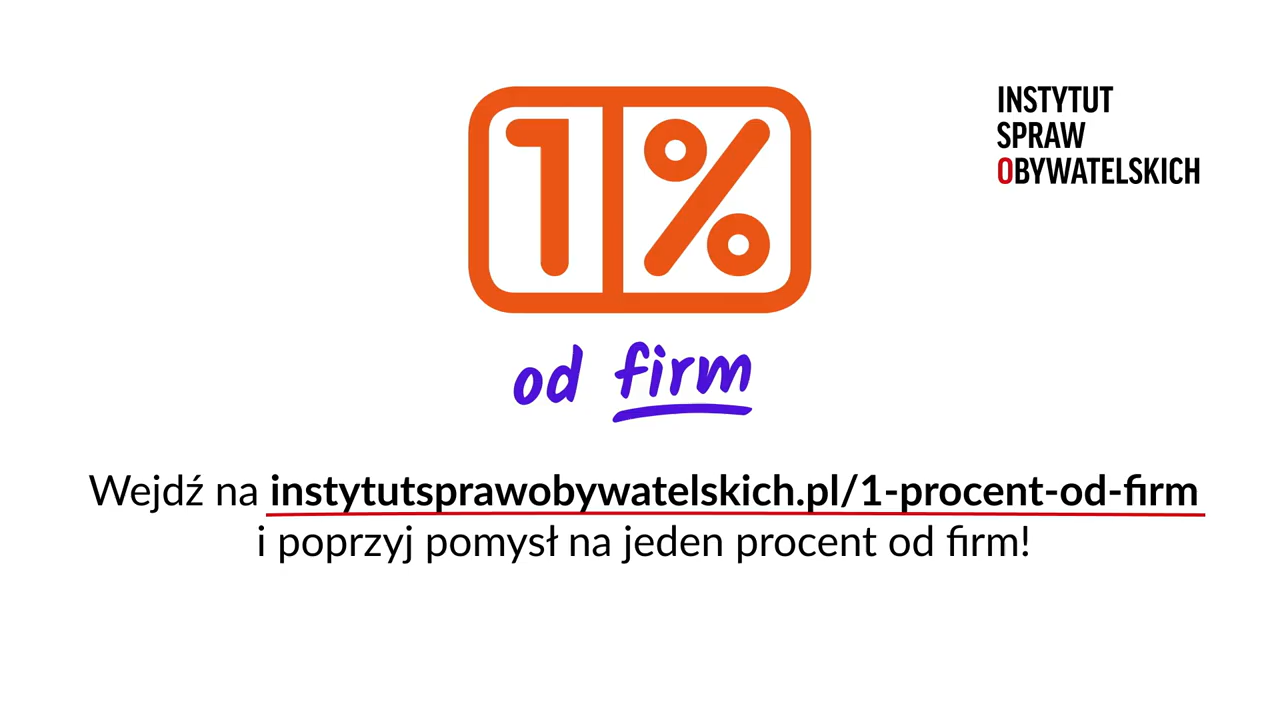 1%
od firm
INSTYTUT
SPRAW
OBYWATELSKICH
Wejdź na instytutsprawobywatelskich.pl/1-procent-od-firm
i poprzyj pomysł na jeden procent od firm!